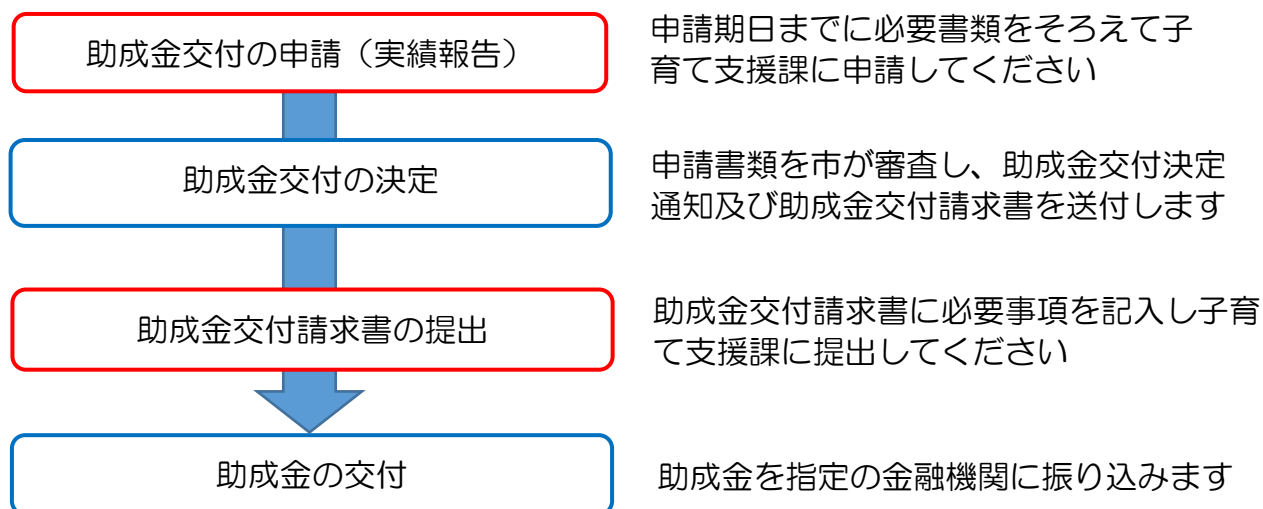 助成金交付の申請（実績報告）
申請期日までに必要書類をそろえて子
育て支援課に申請してください
助成金交付の決定
申請書類を市が審査し、助成金交付決定
通知及び助成金交付請求書を送付します
助成金交付請求書の提出
助成金交付請求書に必要事項を記入し子育
て支援課に提出してください
助成金の交付
助成金を指定の金融機関に振り込みます